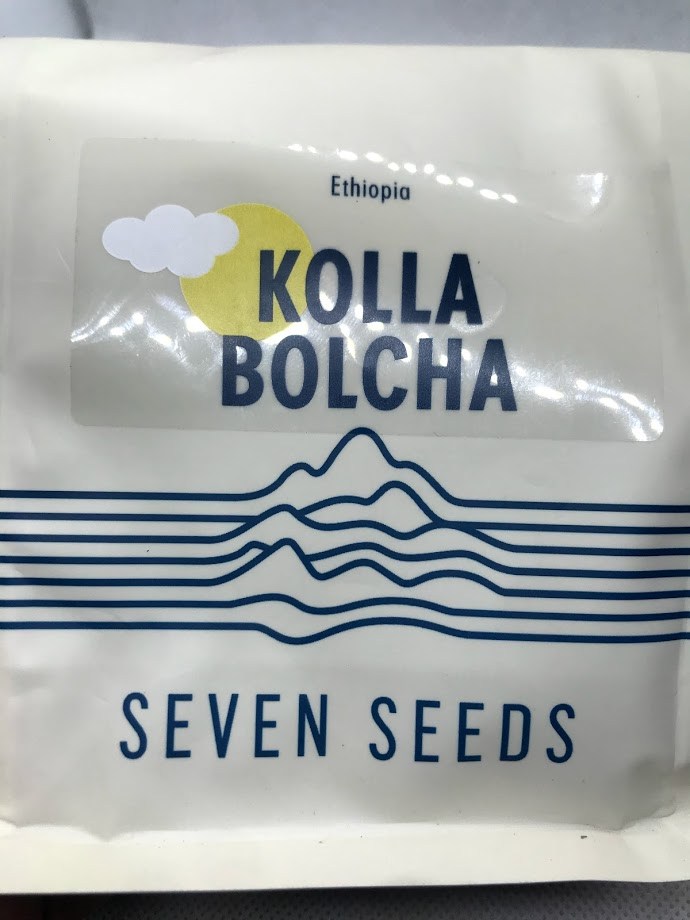 Ethiopia
KOLLA
BOLCHA
SEVEN SEEDS